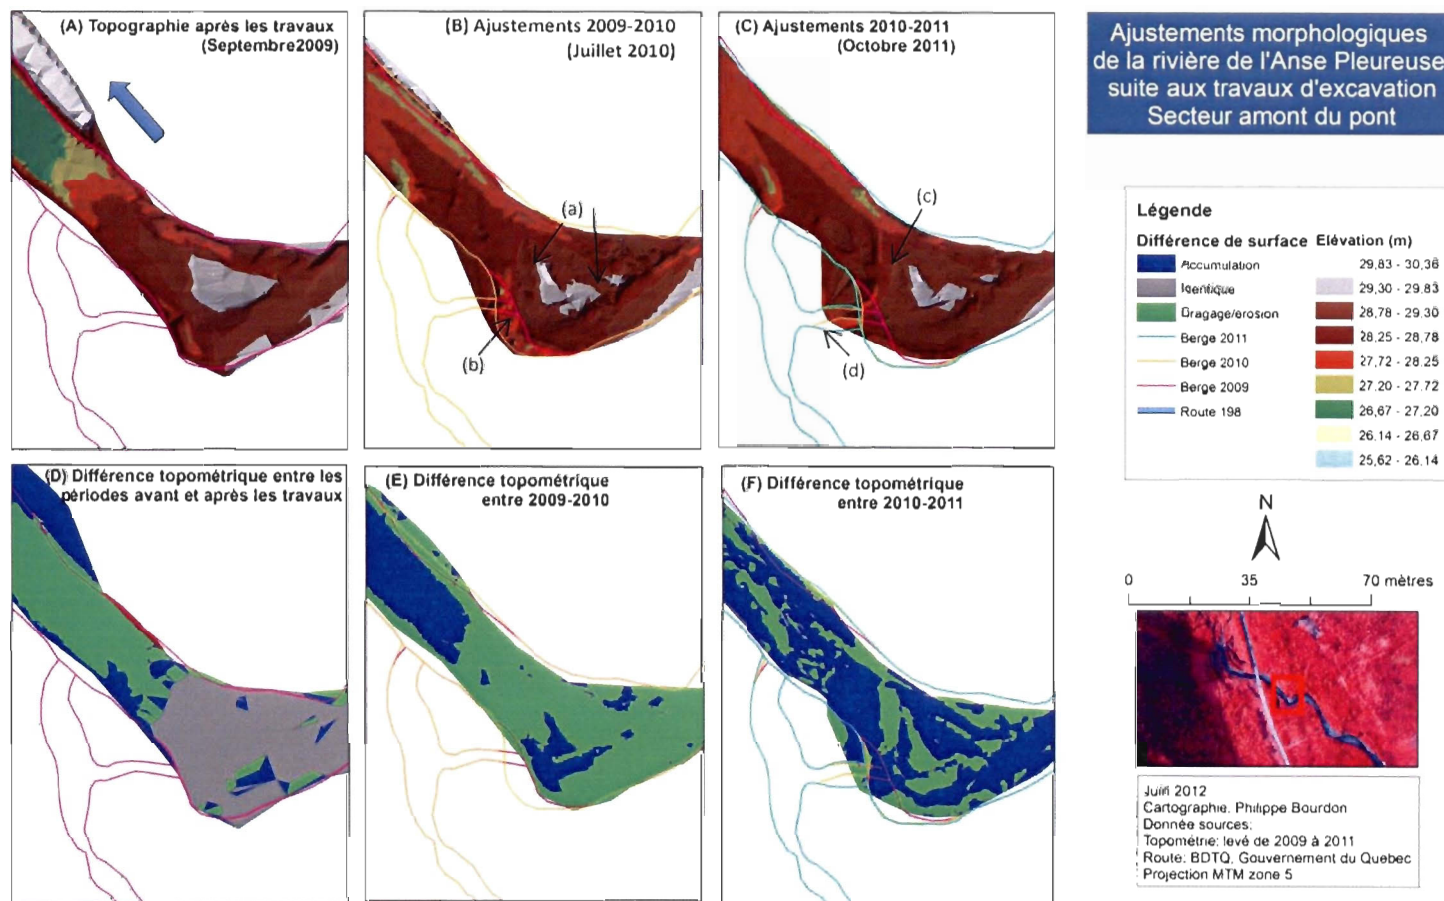 (A) Topographie après les travaux
(Septembre2009)
(B) Ajustements 2009-2010
(Juillet 2010)
(a)
(b)
(C) Ajustements 2010-2011
(Octobre 2011)
(c)
(d)
Ajustements morphologiques
de la rivière de l'Anse Pleureuse
suite aux travaux d'excavation
Secteur amont du pont
Légende
Différence de surface Elévation (m)
Accumulation 29,83 - 30,36
Identique 29,30 - 29,83
Dragage/érosion 28,78 - 29,30
Berge 2011 28,25 - 28,78
Berge 2010 27,72 - 28,25
Berge 2009 27,20 - 27,72
Route 198 26,67 - 27,20
26,14 - 26,67
25,62 - 26,14
(D) Différence topométrique entre les
périodes avant et après les travaux
(E) Différence topométrique
entre 2009-2010
(F) Différence topométrique
entre 2010-2011
N
0 35 70 mètres
Juin 2012
Cartographie: Philippe Bourdon
Donnée sources:
Topométrie: levé de 2009 à 2011
Route: BDTQ, Gouvernement du Quebec
Projection MTM zone 5